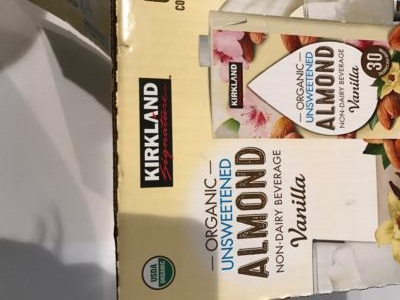 KIRKLAND
Signature
ORGANIC
UNSWEETENED
ALMOND
NON-DAIRY BEVERAGE
Vanilla
USDA
ORGANIC
KIRKLAND
ORGANIC
UNSWEETENED
ALMOND
NON-DAIRY BEVERAGE
Vanilla
30